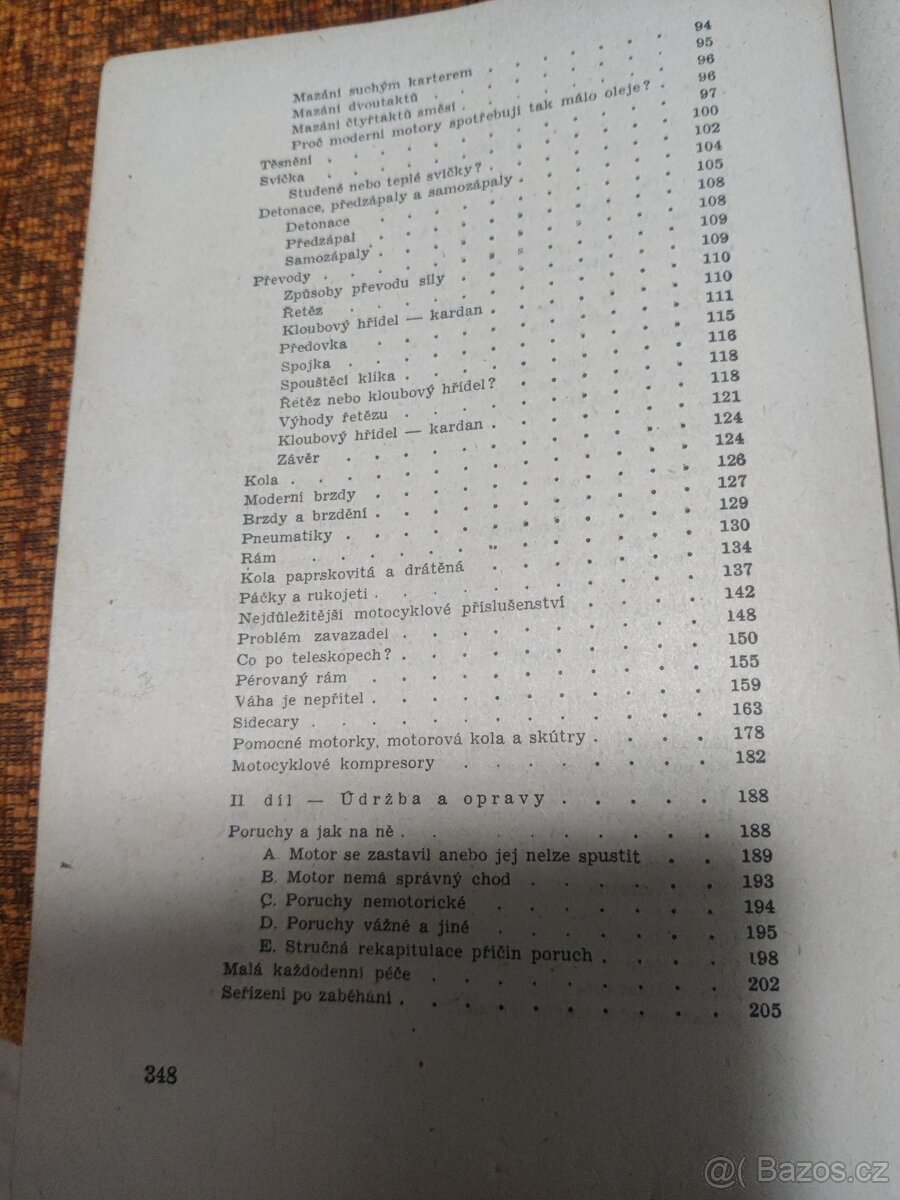 Mazání suchým karterem . . . . . . 94
Mazání dvoutaktů . . . . . . . . 95
Mazání čtyřtaktů směsí . . . . . . . 96
Proč moderní motory spotřebují tak málo oleje? . 96
Těsnění . . . . . . . . . . . 97
Svíčka . . . . . . . . . . . 100
Studené nebo teplé svíčky? . . . . . . 102
Detonace, předzápaly a samozápaly . . . . . 104
Detonace . . . . . . . . . . 105
Předzápal . . . . . . . . . . 108
Samozápaly . . . . . . . . . . 108
Převody . . . . . . . . . . . 109
Způsoby převodu síly . . . . . . . 109
Řetěz . . . . . . . . . . . 110
Kloubový hřídel — kardan . . . . . . . 110
Předovka . . . . . . . . . . 111
Spojka . . . . . . . . . . . 115
Spouštěcí klika . . . . . . . . . 116
Řetěz nebo kloubový hřídel? . . . . . . 118
Výhody řetězu . . . . . . . . . 118
Kloubový hřídel — kardan . . . . . . . 121
Závěr . . . . . . . . . . . 124
Kola . . . . . . . . . . . . 124
Moderní brzdy . . . . . . . . . . 126
Brzdy a brzdění . . . . . . . . . . 127
Pneumatiky . . . . . . . . . . . 129
Rám . . . . . . . . . . . . 130
Kola paprskovitá a drátěná . . . . . . . 134
Páčky a rukojeti . . . . . . . . . . 137
Nejdůležitější motocyklové příslušenství . . . . 142
Problém zavazadel . . . . . . . . . 148
Co po teleskopech? . . . . . . . . . 150
Pérovaný rám . . . . . . . . . . 155
Váha je nepřítel . . . . . . . . . . 159
Sidecary . . . . . . . . . . . . 163
Pomocné motorky, motorová kola a skútry . . . . 178
Motocyklové kompresory . . . . . . . 182
II díl — Údržba a opravy . . . . . 188
Poruchy a jak na ně . . . . . . . . . 188
A. Motor se zastavil anebo jej nelze spustit . . 189
B. Motor nemá správný chod . . . . . . 193
C. Poruchy nemotorické . . . . . . . 194
D. Poruchy vážné a jiné . . . . . . . 195
E. Stručná rekapitulace příčin poruch . . . . 198
Malá každodenní péče . . . . . . . . 202
Seřízení po zaběhání . . . . . . . . . 205
348
@( Bazos.cz